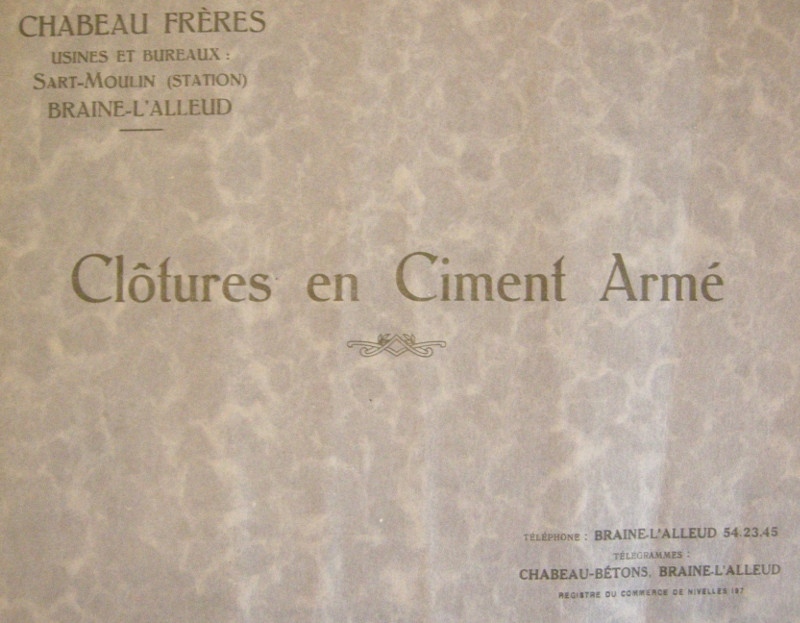 CHABEAU FRÈRES
USINES ET BUREAUX :
SART-MOULIN (STATION)
BRAINE-L'ALLEUD
Clôtures en Ciment Armé
TÉLÉPHONE : BRAINE-L'ALLEUD 54.23.45
TÉLÉGRAMMES :
CHABEAU-BÉTONS, BRAINE-L'ALLEUD
REGISTRE DU COMMERCE DE NIVELLES 197